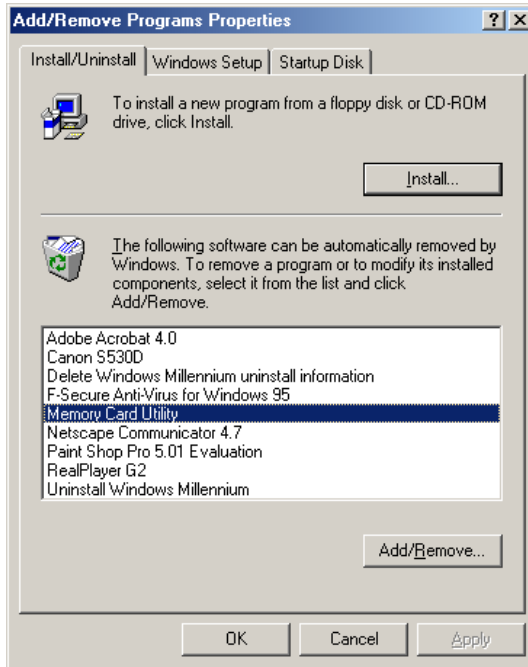 Add/Remove Programs Properties
Install/Uninstall
Windows Setup
Startup Disk
To install a new program from a floppy disk or CD-ROM
drive, click Install.
Install...
The following software can be automatically removed by
Windows. To remove a program or to modify its installed
components, select it from the list and click
Add/Remove.
Adobe Acrobat 4.0
Canon S530D
Delete Windows Millennium uninstall information
F-Secure Anti-Virus for Windows 95
Memory Card Utility
Netscape Communicator 4.7
Paint Shop Pro 5.01 Evaluation
RealPlayer G2
Uninstall Windows Millennium
Add/Remove...
OK
Cancel
Apply